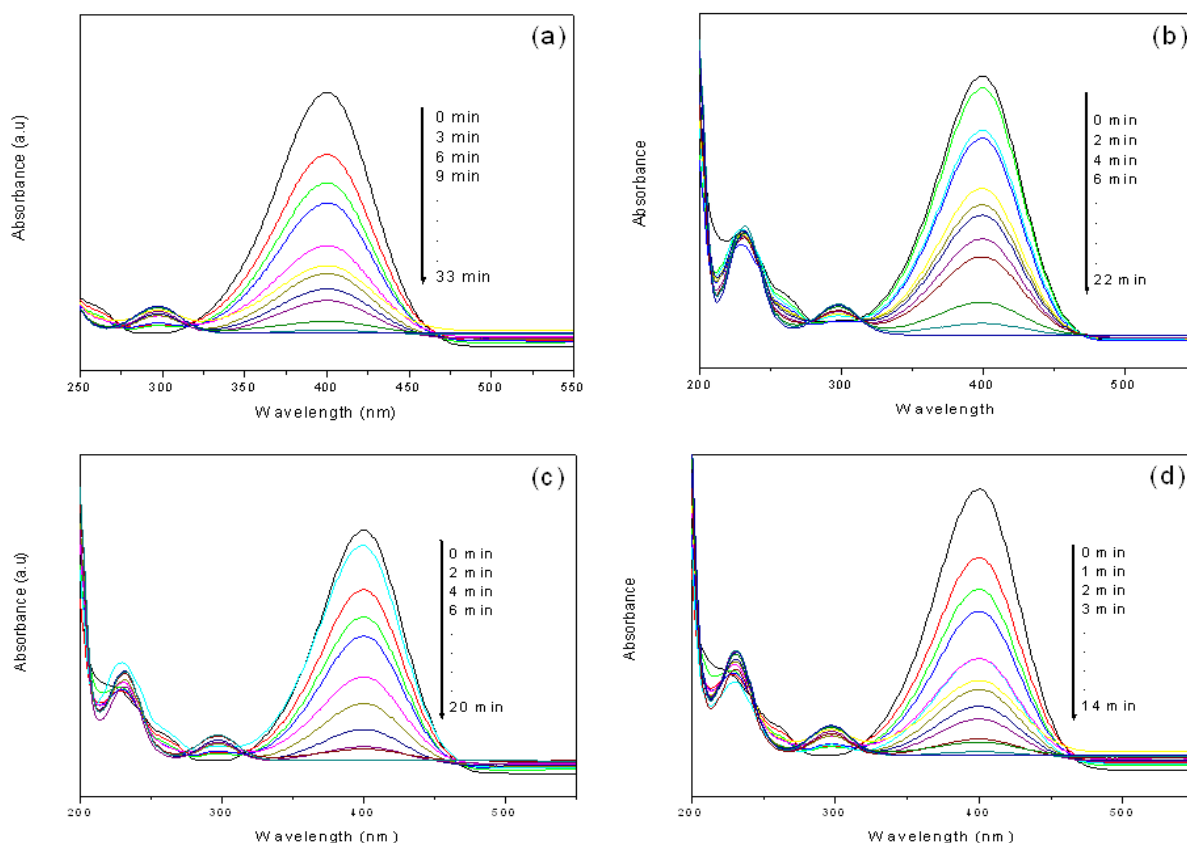 (a)
Absorbance (a.u)
0 min
3 min
6 min
9 min
.
.
.
33 min
250 300 350 400 450 500 550
Wavelength (nm)
(b)
Absorbance
0 min
2 min
4 min
6 min
.
.
.
22 min
200 300 400 500
Wavelength
(c)
Absorbance (a.u)
0 min
2 min
4 min
6 min
.
.
.
20 min
200 300 400 500
Wavelength (nm)
(d)
Absorbance
0 min
1 min
2 min
3 min
.
.
.
14 min
200 300 400 500
Wavelength (nm)